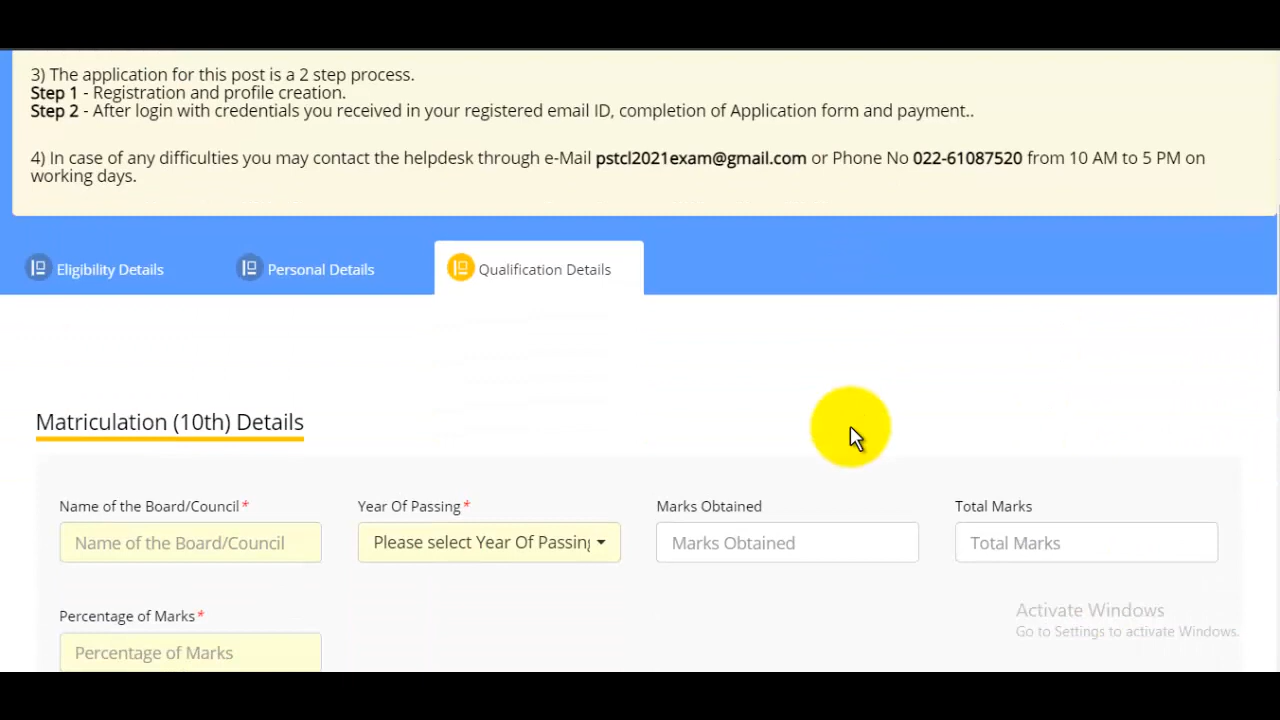 3) The application for this post is a 2 step process.
Step 1 - Registration and profile creation.
Step 2 - After login with credentials you received in your registered email ID, completion of Application form and payment..
4) In case of any difficulties you may contact the helpdesk through e-Mail pstcl2021exam@gmail.com or Phone No 022-61087520 from 10 AM to 5 PM on
working days.
Eligibility Details Personal Details Qualification Details
Matriculation (10th) Details
Name of the Board/Council* Year Of Passing* Marks Obtained Total Marks
Name of the Board/Council Please select Year Of Passing Marks Obtained Total Marks
Percentage of Marks*
Percentage of Marks
Activate Windows
Go to Settings to activate Windows.